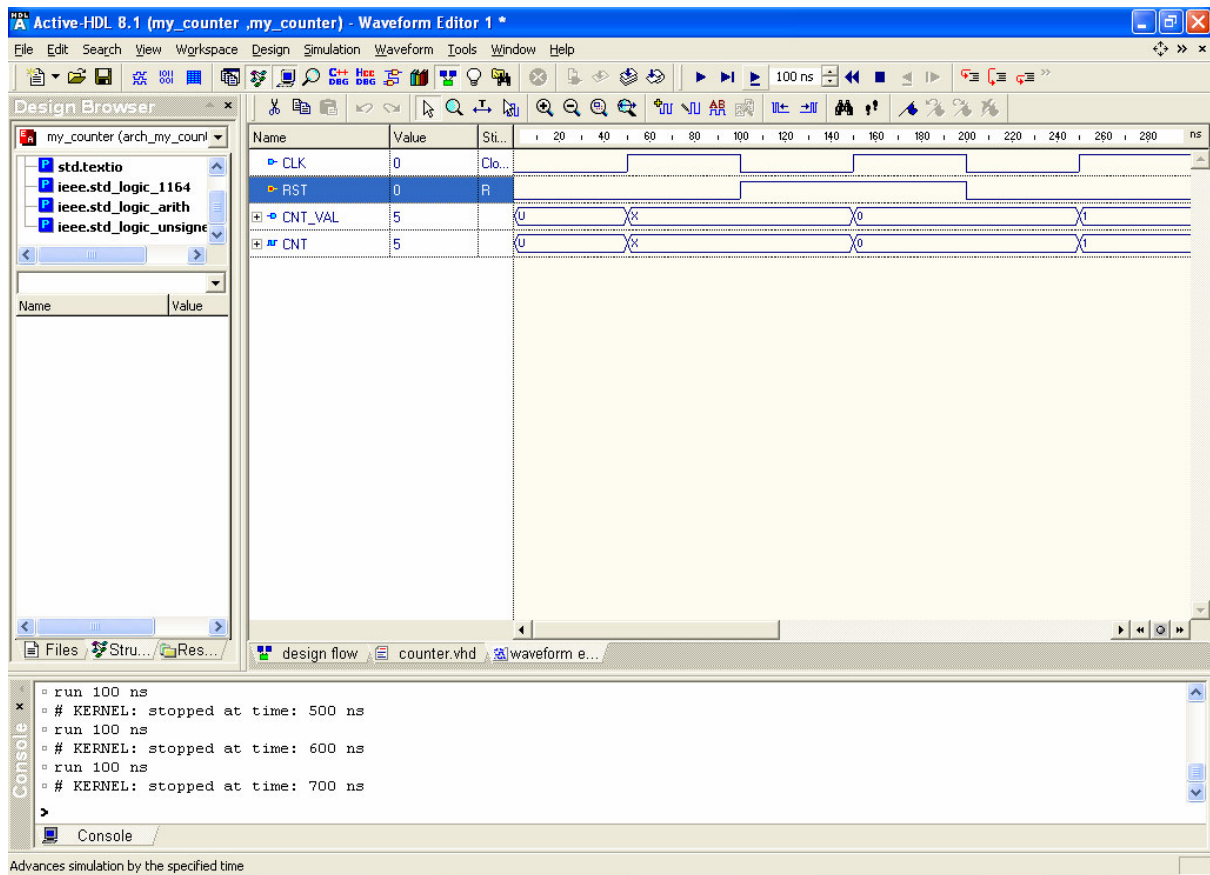 Active-HDL 8.1 (my_counter ,my_counter) - Waveform Editor 1 *
File Edit Search View Workspace Design Simulation Waveform Tools Window Help
100 ns
Design Browser
my_counter (arch_my_count
std.textio
ieee.std_logic_1164
ieee.std_logic_arith
ieee.std_logic_unsigne
Name Value
Files Stru... Res...
Name Value Sti... 20 40 60 80 100 120 140 160 180 200 220 240 260 280 ns
CLK 0 Clo...
RST 0 R
CNT_VAL 5 U X 0 1
CNT 5 U X 0 1
design flow counter.vhd waveform e...
Console
run 100 ns
# KERNEL: stopped at time: 500 ns
run 100 ns
# KERNEL: stopped at time: 600 ns
run 100 ns
# KERNEL: stopped at time: 700 ns
>
Console
Advances simulation by the specified time